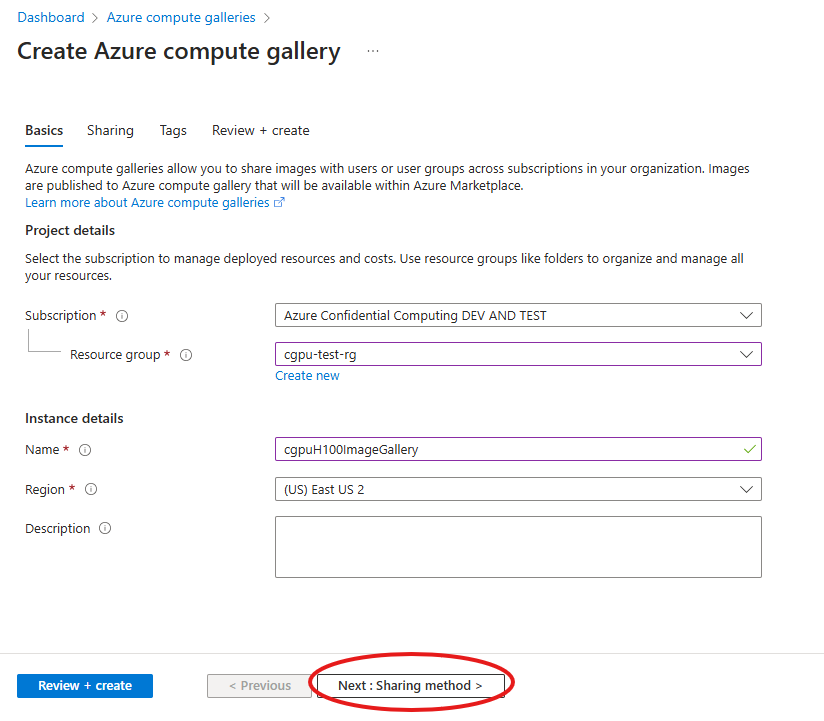 Dashboard > Azure compute galleries >
Create Azure compute gallery ...
Basics Sharing Tags Review + create
Azure compute galleries allow you to share images with users or user groups across subscriptions in your organization. Images
are published to Azure compute gallery that will be available within Azure Marketplace.
Learn more about Azure compute galleries
Project details
Select the subscription to manage deployed resources and costs. Use resource groups like folders to organize and manage all
your resources.
Subscription * Azure Confidential Computing DEV AND TEST
Resource group * cgpu-test-rg
Create new
Instance details
Name * cgpuH100ImageGallery
Region * (US) East US 2
Description
Review + create < Previous Next : Sharing method >